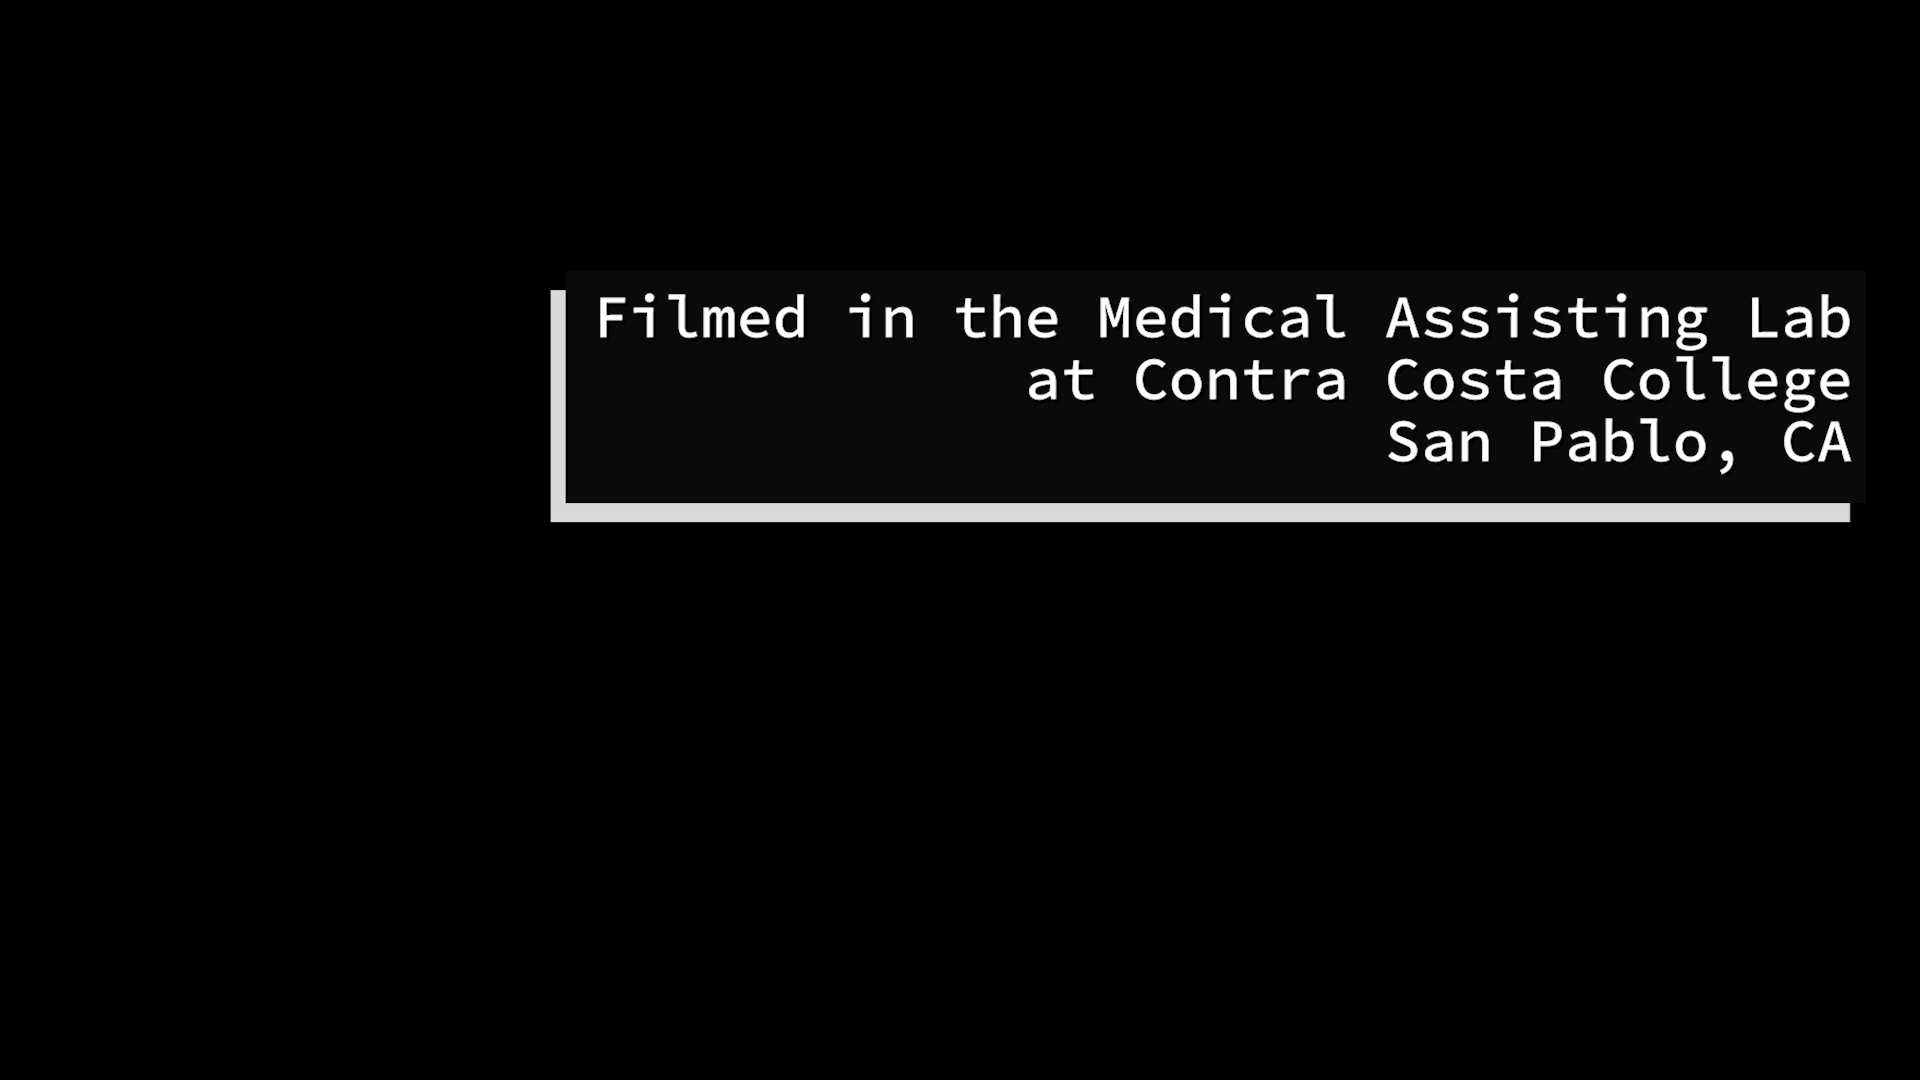 Filmed in the Medical Assisting Lab
at Contra Costa College
San Pablo, CA